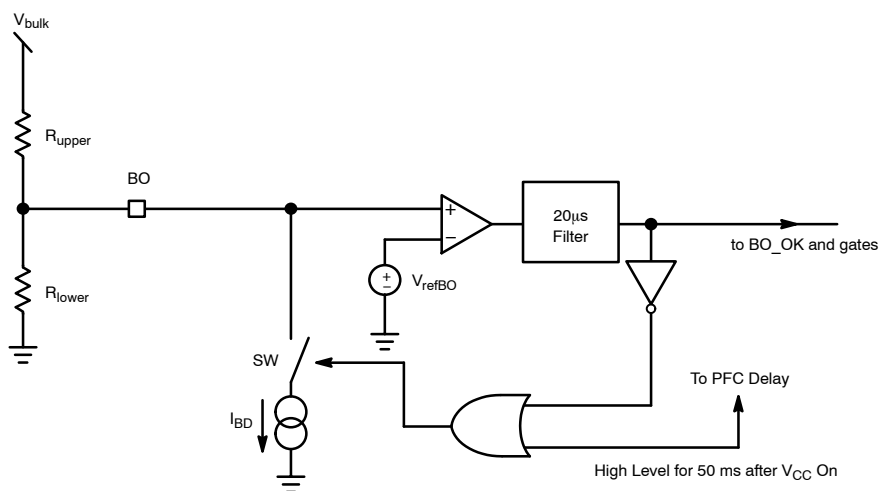 Vbulk
Rupper
BO
+
−
20μs
Filter
to BO_OK and gates
+
−
VrefBO
Rlower
SW
To PFC Delay
IBD
High Level for 50 ms after VCC On